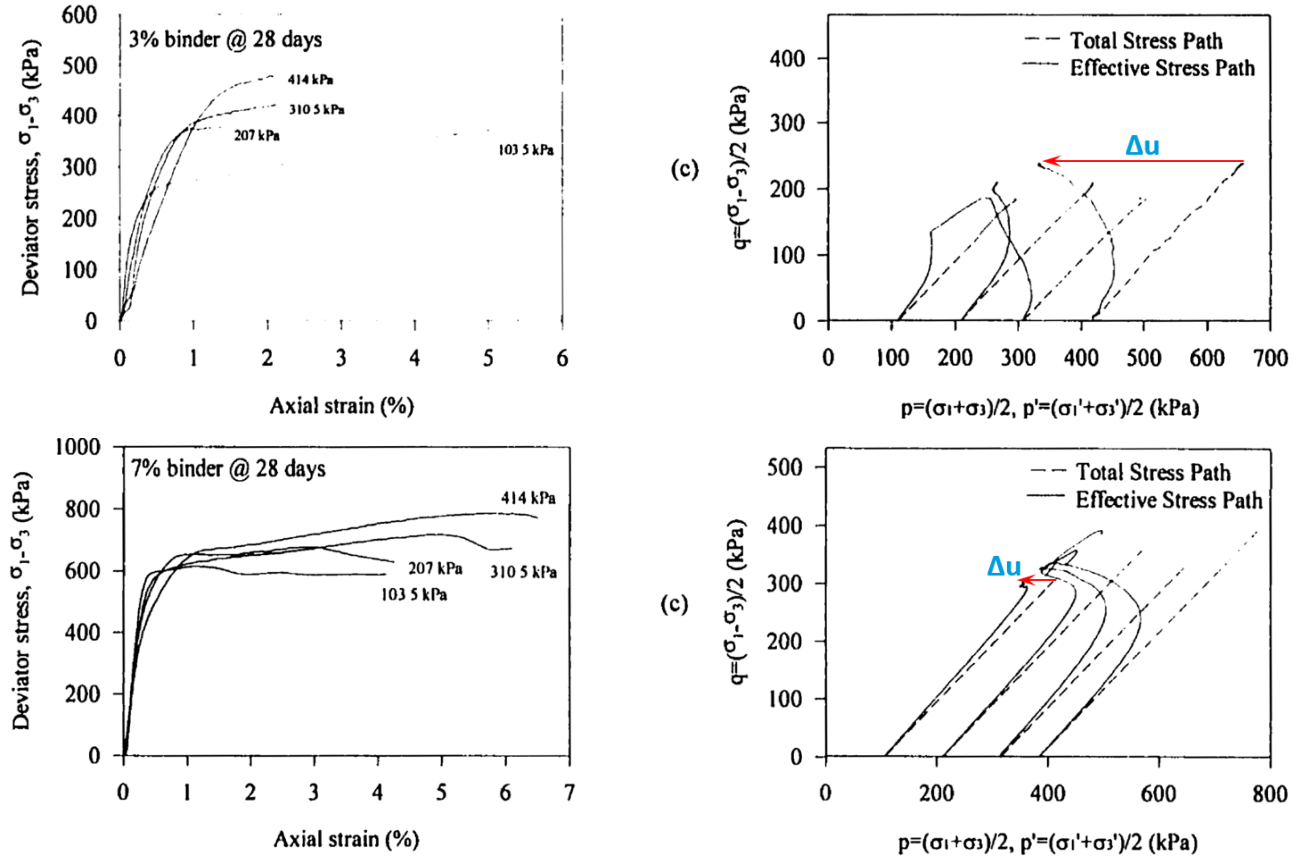 600
500
400
300
200
100
0
Deviator stress, σ1-σ3 (kPa)
3% binder @ 28 days
414 kPa
310 5 kPa
207 kPa
103 5 kPa
0 1 2 3 4 5 6
Axial strain (%)
(c)
400
300
200
100
0
q=(σ1-σ3)/2 (kPa)
Total Stress Path
Effective Stress Path
Δu
0 100 200 300 400 500 600 700
p=(σ1+σ3)/2, p'=(σ1'+σ3')/2 (kPa)
1000
800
600
400
200
0
Deviator stress, σ1-σ3 (kPa)
7% binder @ 28 days
414 kPa
207 kPa
310 5 kPa
103 5 kPa
0 1 2 3 4 5 6 7
Axial strain (%)
(c)
500
400
300
200
100
0
q=(σ1-σ3)/2 (kPa)
Total Stress Path
Effective Stress Path
Δu
0 200 400 600 800
p=(σ1+σ3)/2, p'=(σ1'+σ3')/2 (kPa)